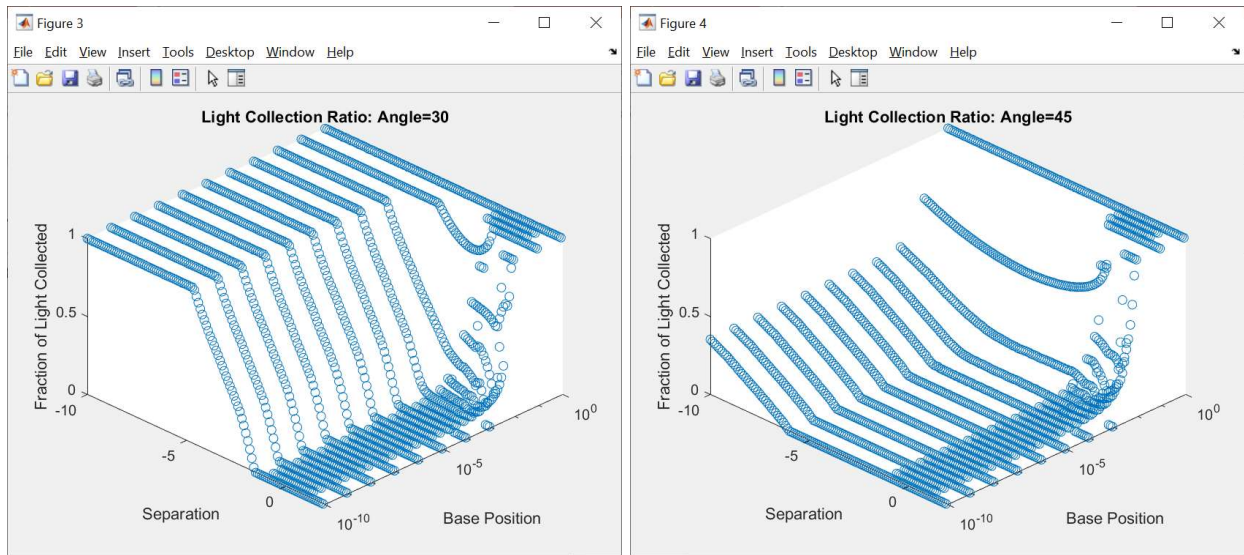 Figure 3
File Edit View Insert Tools Desktop Window Help
Light Collection Ratio: Angle=30
Fraction of Light Collected
1
0.5
0
-10
-5
0
Separation
10^0
10^-5
10^-10
Base Position
Figure 4
File Edit View Insert Tools Desktop Window Help
Light Collection Ratio: Angle=45
Fraction of Light Collected
1
0.5
0
-10
-5
0
Separation
10^0
10^-5
10^-10
Base Position